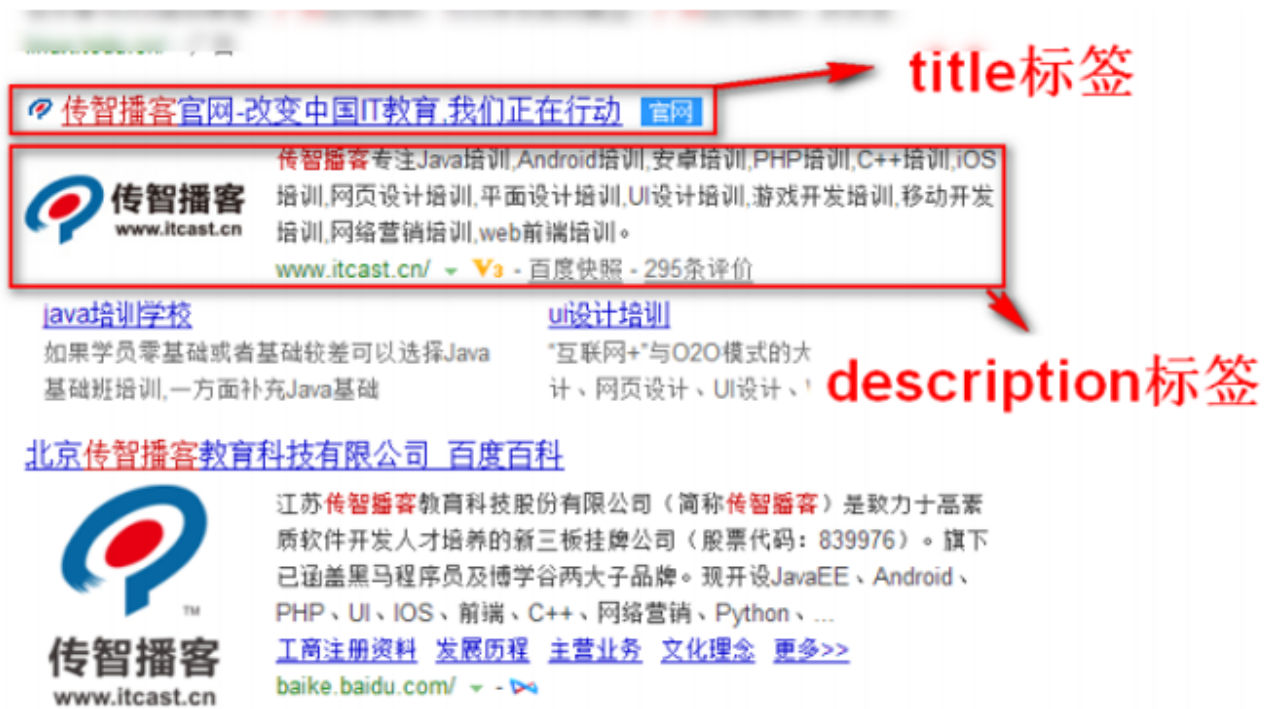 title标签
传智播客官网-改变中国IT教育,我们正在行动 官网
传智播客专注Java培训,Android培训,安卓培训,PHP培训,C++培训,iOS
培训,网页设计培训,平面设计培训,UI设计培训,游戏开发培训,移动开发
培训,网络营销培训,web前端培训。
www.itcast.cn/ V3 - 百度快照 - 295条评价
传智播客
www.itcast.cn
java培训学校
如果学员零基础或者基础较差可以选择Java
基础班培训,一方面补充Java基础
ui设计培训
“互联网+”与O2O模式的大
计、网页设计、UI设计、
description标签
北京传智播客教育科技有限公司_百度百科
江苏传智播客教育科技股份有限公司（简称传智播客）是致力于高素
质软件开发人才培养的新三板挂牌公司（股票代码：839976）。旗下
已涵盖黑马程序员及博学谷两大子品牌。现开设JavaEE、Android、
PHP、UI、IOS、前端、C++、网络营销、Python、...
工商注册资料 发展历程 主营业务 文化理念 更多>>
baike.baidu.com/ -
TM
传智播客
www.itcast.cn